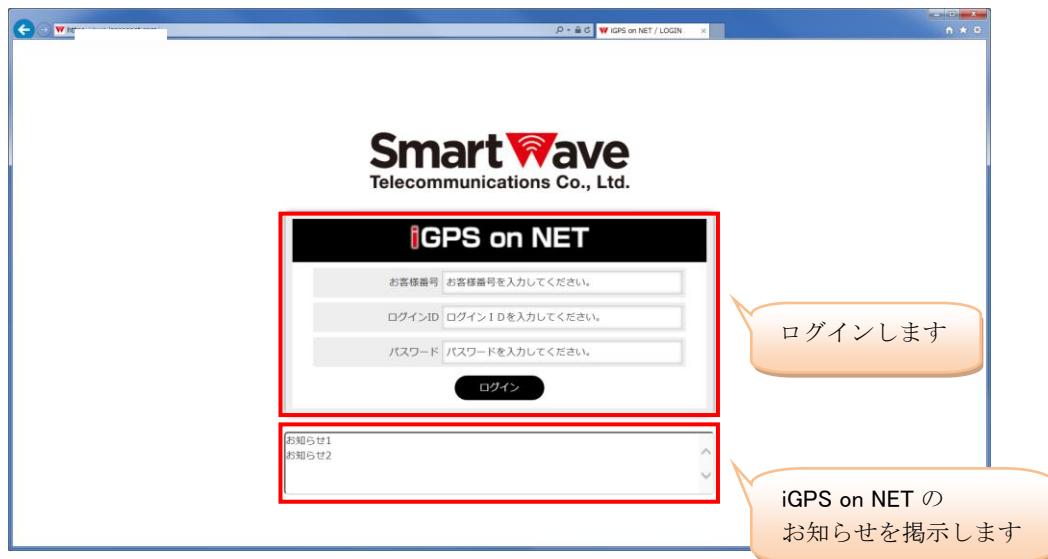 iGPS on NET / LOGIN
SmartWave
Telecommunications Co., Ltd.
iGPS on NET
お客様番号 お客様番号を入力してください。
ログインID ログインIDを入力してください。
パスワード パスワードを入力してください。
ログイン
ログインします
お知らせ1
お知らせ2
iGPS on NET の
お知らせを掲示します